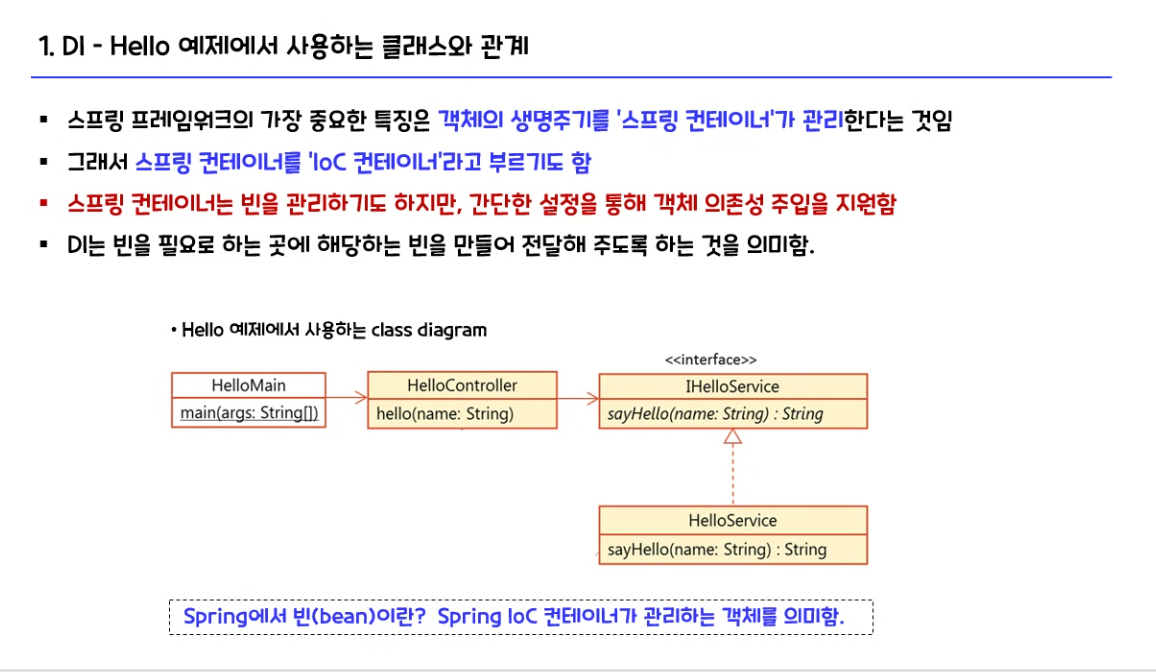 1. DI - Hello 예제에서 사용하는 클래스와 관계
▪ 스프링 프레임워크의 가장 중요한 특징은 객체의 생명주기를 '스프링 컨테이너'가 관리한다는 것임
▪ 그래서 스프링 컨테이너를 'IoC 컨테이너'라고 부르기도 함
▪ 스프링 컨테이너는 빈을 관리하기도 하지만, 간단한 설정을 통해 객체 의존성 주입을 지원함
▪ DI는 빈을 필요로 하는 곳에 해당하는 빈을 만들어 전달해 주도록 하는 것을 의미함.
• Hello 예제에서 사용하는 class diagram
HelloMain
main(args: String[])
HelloController
hello(name: String)
<<interface>>
IHelloService
sayHello(name: String) : String
HelloService
sayHello(name: String) : String
Spring에서 빈(bean)이란? Spring IoC 컨테이너가 관리하는 객체를 의미함.